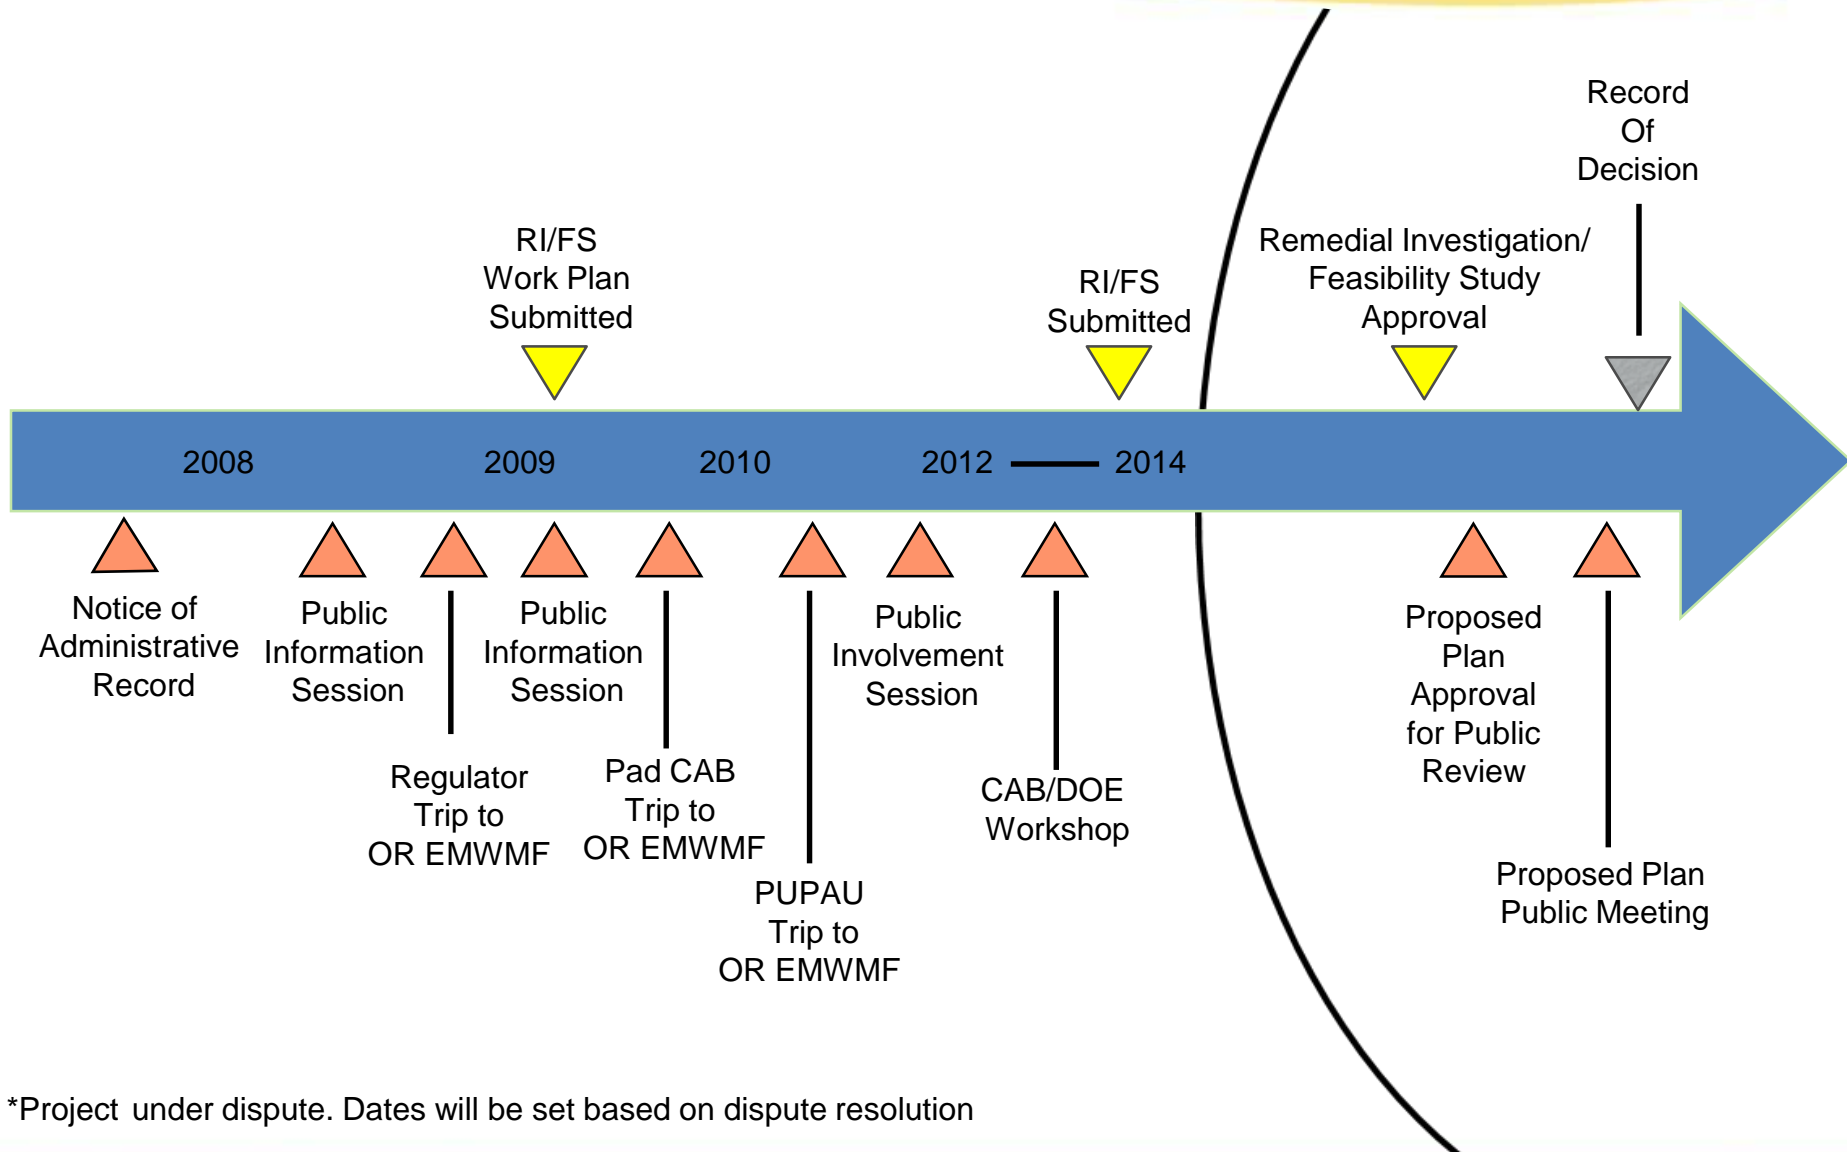 Record
Of
Decision
RI/FS
Work Plan
Submitted
RI/FS
Submitted
Remedial Investigation/
Feasibility Study
Approval
2008
2009
2010
2012
2014
Notice of
Administrative
Record
Public
Information
Session
Regulator
Trip to
OR EMWMF
Public
Information
Session
Pad CAB
Trip to
OR EMWMF
PUPAU
Trip to
OR EMWMF
Public
Involvement
Session
CAB/DOE
Workshop
Proposed
Plan
Approval
for Public
Review
Proposed Plan
Public Meeting
*Project under dispute. Dates will be set based on dispute resolution